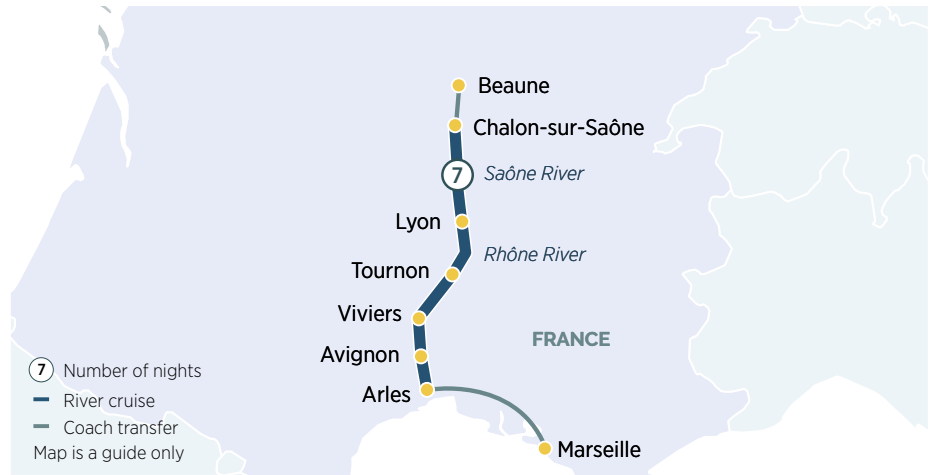 Beaune
Chalon-sur-Saône
7
Saône River
Lyon
Rhône River
Tournon
Viviers
FRANCE
Avignon
Arles
Marseille
7 Number of nights
River cruise
Coach transfer
Map is a guide only